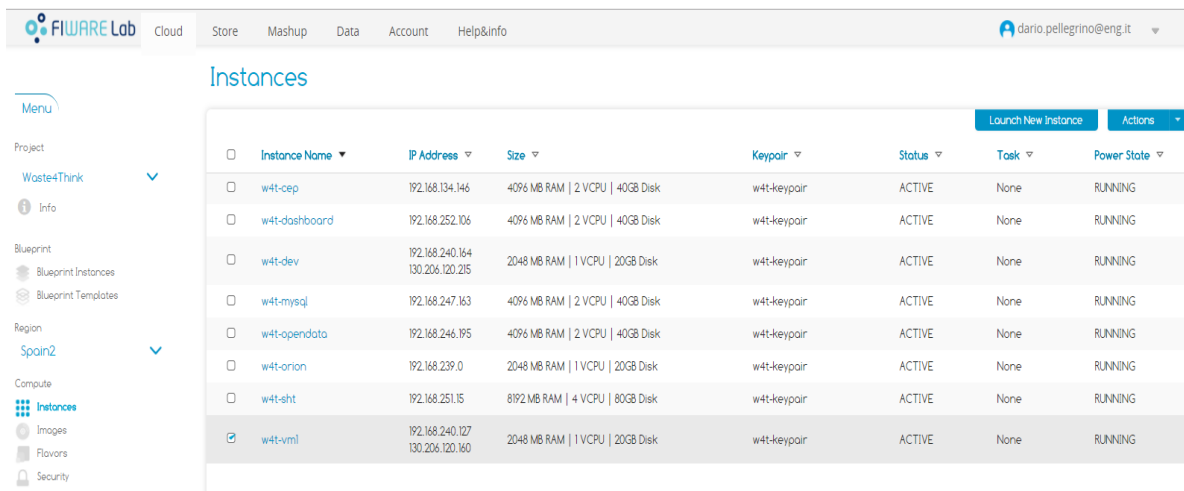 FIWARE Lab Cloud Store Mashup Data Account Help&info dario.pellegrino@eng.it
Instances
Menu
Launch New Instance Actions
Project
Waste4Think
Info
Blueprint
Blueprint Instances
Blueprint Templates
Region
Spain2
Compute
Instances
Images
Flavors
Security
Instance Name IP Address Size Keypair Status Task Power State
w4t-cep 192.168.134.146 4096 MB RAM | 2 VCPU | 40GB Disk w4t-keypair ACTIVE None RUNNING
w4t-dashboard 192.168.252.106 4096 MB RAM | 2 VCPU | 40GB Disk w4t-keypair ACTIVE None RUNNING
w4t-dev 192.168.240.164 2048 MB RAM | 1 VCPU | 20GB Disk w4t-keypair ACTIVE None RUNNING
130.206.120.215
w4t-mysql 192.168.247.163 4096 MB RAM | 2 VCPU | 40GB Disk w4t-keypair ACTIVE None RUNNING
w4t-opendata 192.168.246.195 4096 MB RAM | 2 VCPU | 40GB Disk w4t-keypair ACTIVE None RUNNING
w4t-orion 192.168.239.0 2048 MB RAM | 1 VCPU | 20GB Disk w4t-keypair ACTIVE None RUNNING
w4t-sht 192.168.251.15 8192 MB RAM | 4 VCPU | 80GB Disk w4t-keypair ACTIVE None RUNNING
w4t-vm1 192.168.240.127 2048 MB RAM | 1 VCPU | 20GB Disk w4t-keypair ACTIVE None RUNNING
130.206.120.160